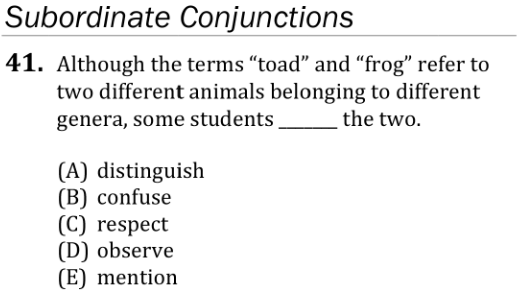 Subordinate Conjunctions
41. Although the terms “toad” and “frog” refer to
two different animals belonging to different
genera, some students ______ the two.
(A) distinguish
(B) confuse
(C) respect
(D) observe
(E) mention